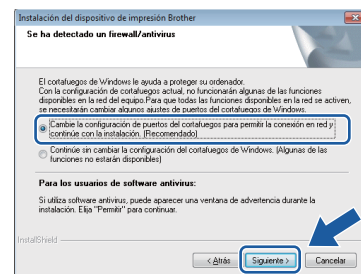 Instalación del dispositivo de impresión Brother
Se ha detectado un firewall/antivirus
El cortafuegos de Windows le ayuda a proteger su ordenador.
Con la configuración de cortafuegos actual, no funcionarán algunas de las funciones
disponibles en la red del equipo.Para que todas las funciones disponibles en la red se activen,
se necesitarán cambiar algunos ajustes de puertos del cortafuegos de Windows.
Cambie la configuración de puertos del cortafuegos para permitir la conexión en red y
continúe con la instalación. (Recomendado)
Continúe sin cambiar la configuración del cortafuegos de Windows. (Algunas de las
funciones no estarán disponibles)
Para los usuarios de software antivirus:
Si utiliza software antivirus, puede aparecer una ventana de advertencia durante la
instalación. Elija "Permitir" para continuar.
InstallShield
< Atrás
Siguiente >
Cancelar